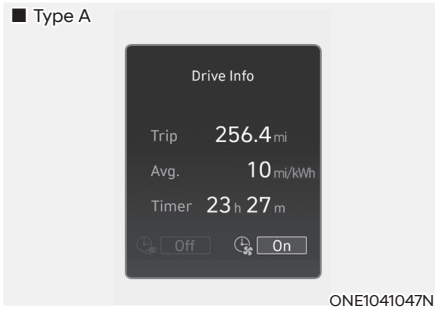 ■ Type A
Drive Info
Trip 256.4 mi
Avg. 10 mi/kWh
Timer 23 h 27 m
Off On
ONE1041047N